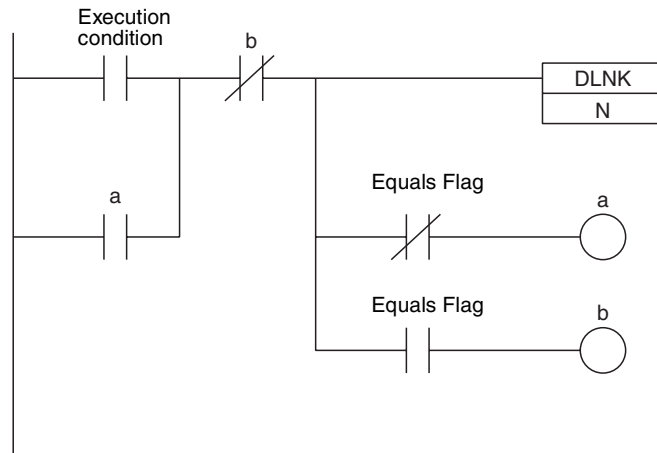 Execution
condition
b
DLNK
N
a
Equals Flag
a
Equals Flag
b